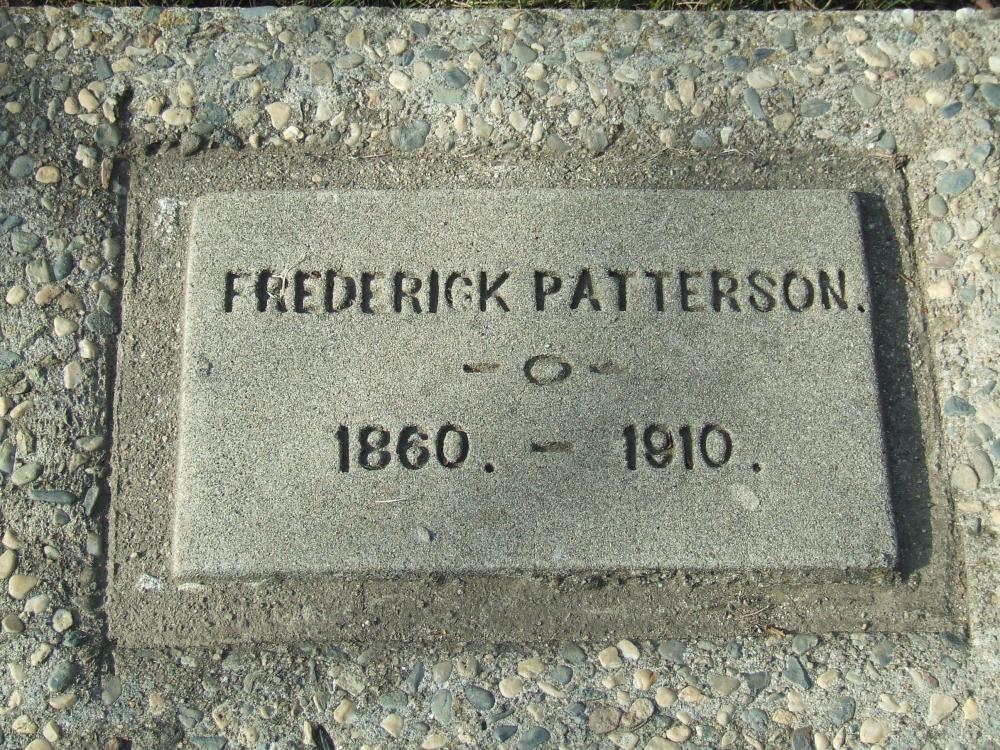 FREDERICK PATTERSON.
- O -
1860. - 1910.